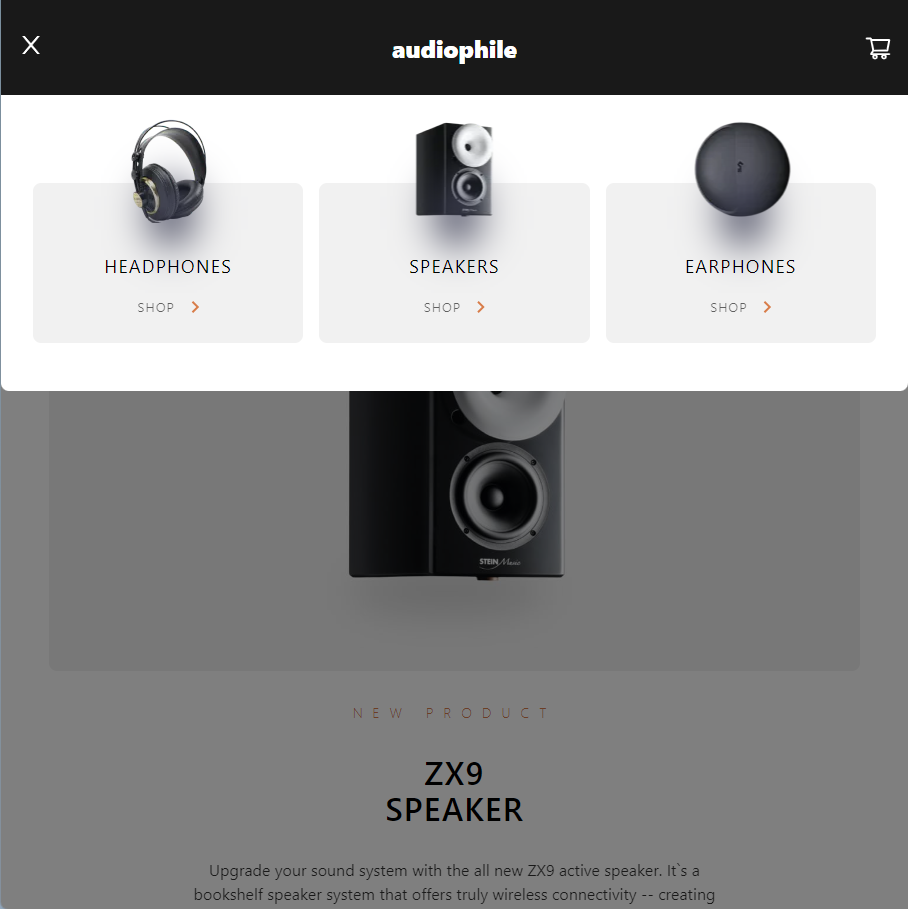 X
audiophile
HEADPHONES
SPEAKERS
EARPHONES
SHOP
SHOP
SHOP
STEIN Music
NEW PRODUCT
ZX9
SPEAKER
Upgrade your sound system with the all new ZX9 active speaker. It`s a
bookshelf speaker system that offers truly wireless connectivity -- creating